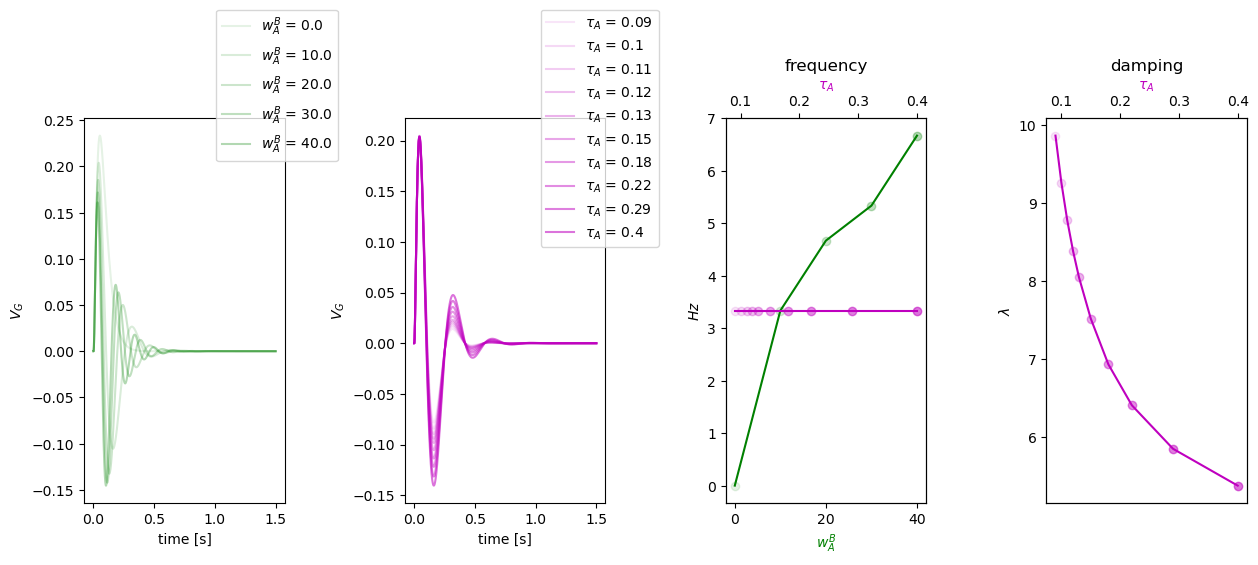 w_A^B = 0.0
w_A^B = 10.0
w_A^B = 20.0
w_A^B = 30.0
w_A^B = 40.0
0.25
0.20
0.15
0.10
0.05
0.00
−0.05
−0.10
−0.15
V_G
0.0 0.5 1.0 1.5
time [s]
τ_A = 0.09
τ_A = 0.1
τ_A = 0.11
τ_A = 0.12
τ_A = 0.13
τ_A = 0.15
τ_A = 0.18
τ_A = 0.22
τ_A = 0.29
τ_A = 0.4
0.20
0.15
0.10
0.05
0.00
−0.05
−0.10
−0.15
V_G
0.0 0.5 1.0 1.5
time [s]
frequency
τ_A
0.1 0.2 0.3 0.4
7
6
5
4
3
2
1
0
Hz
0 20 40
w_A^B
damping
τ_A
0.1 0.2 0.3 0.4
10
9
8
7
6
λ